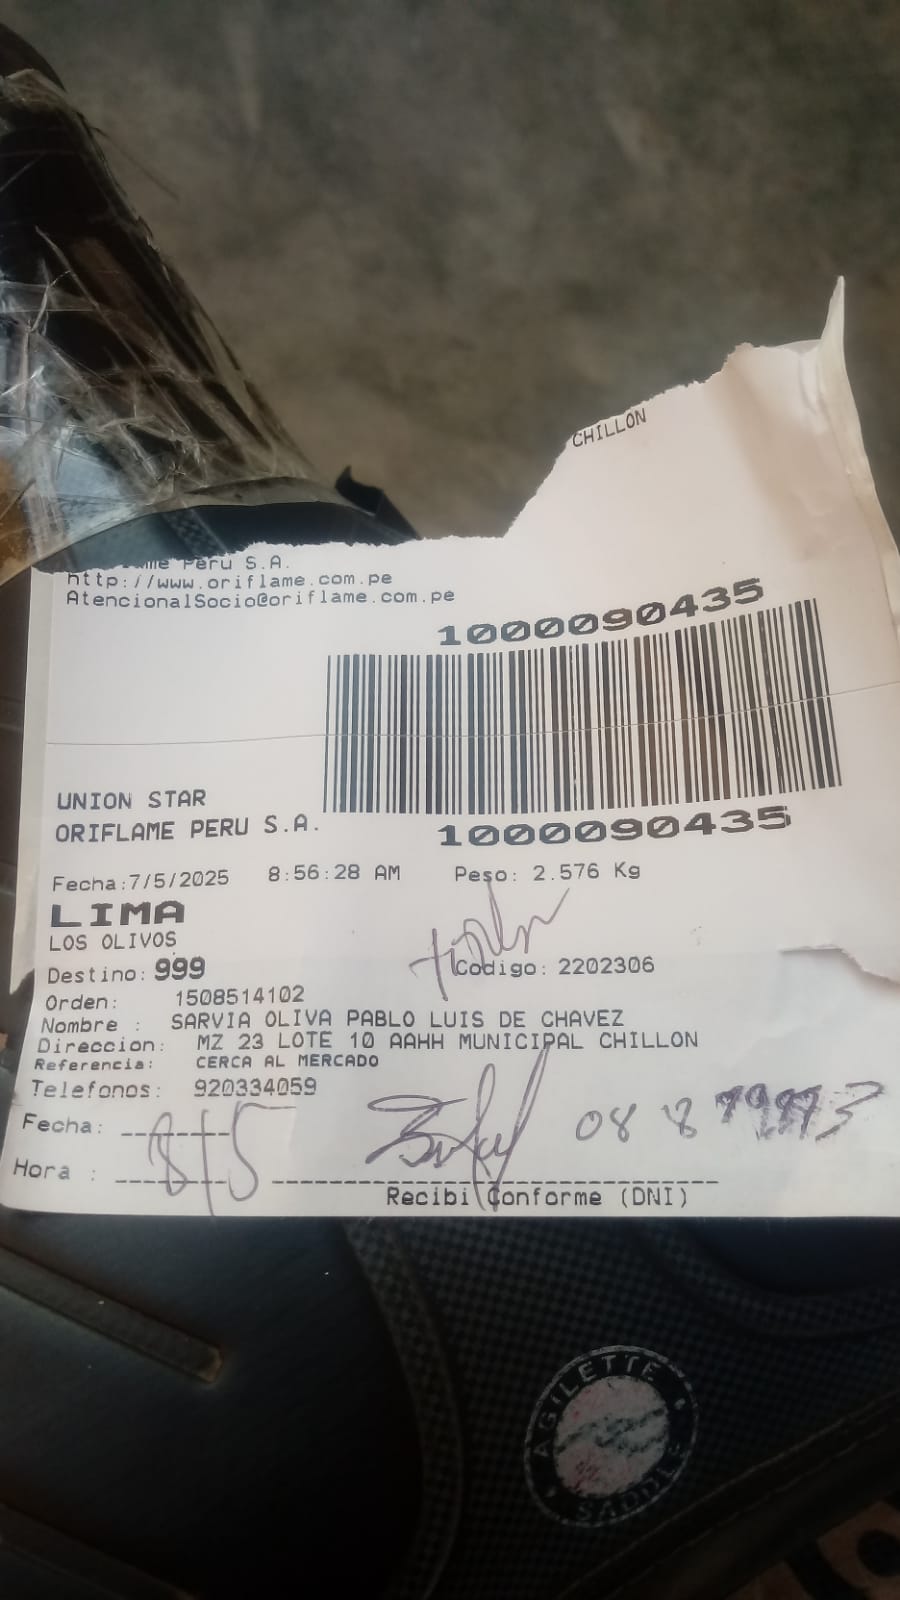 CHILLON
me Peru S.A.
http://www.oriflame.com.pe
AtencionalSocio@oriflame.com.pe
1000090435
UNION STAR
ORIFLAME PERU S.A.
1000090435
Fecha:7/5/2025 8:56:28 AM Peso: 2.576 Kg
LIMA
LOS OLIVOS
Destino: 999 Codigo: 2202306
Orden: 1508514102
Nombre : SARVIA OLIVA PABLO LUIS DE CHAVEZ
Direccion: MZ 23 LOTE 10 AAHH MUNICIPAL CHILLON
Referencia: CERCA AL MERCADO
Telefonos: 920334059
Fecha: 8/5
Hora :
Recibi Conforme (DNI)
AGILETTE
SADDLE